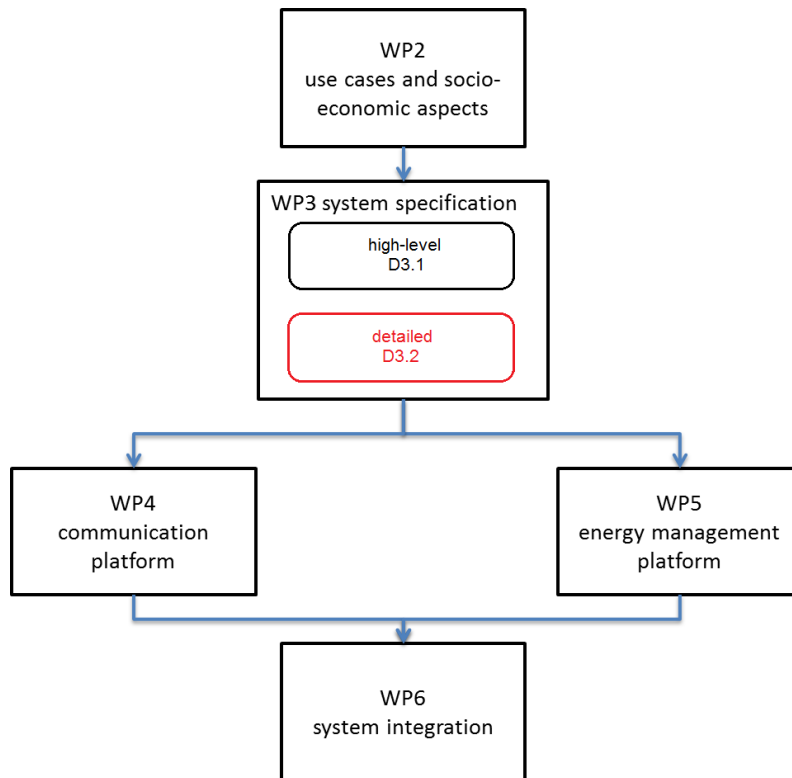 WP2
use cases and socio-
economic aspects
WP3 system specification
high-level
D3.1
detailed
D3.2
WP4
communication
platform
WP5
energy management
platform
WP6
system integration